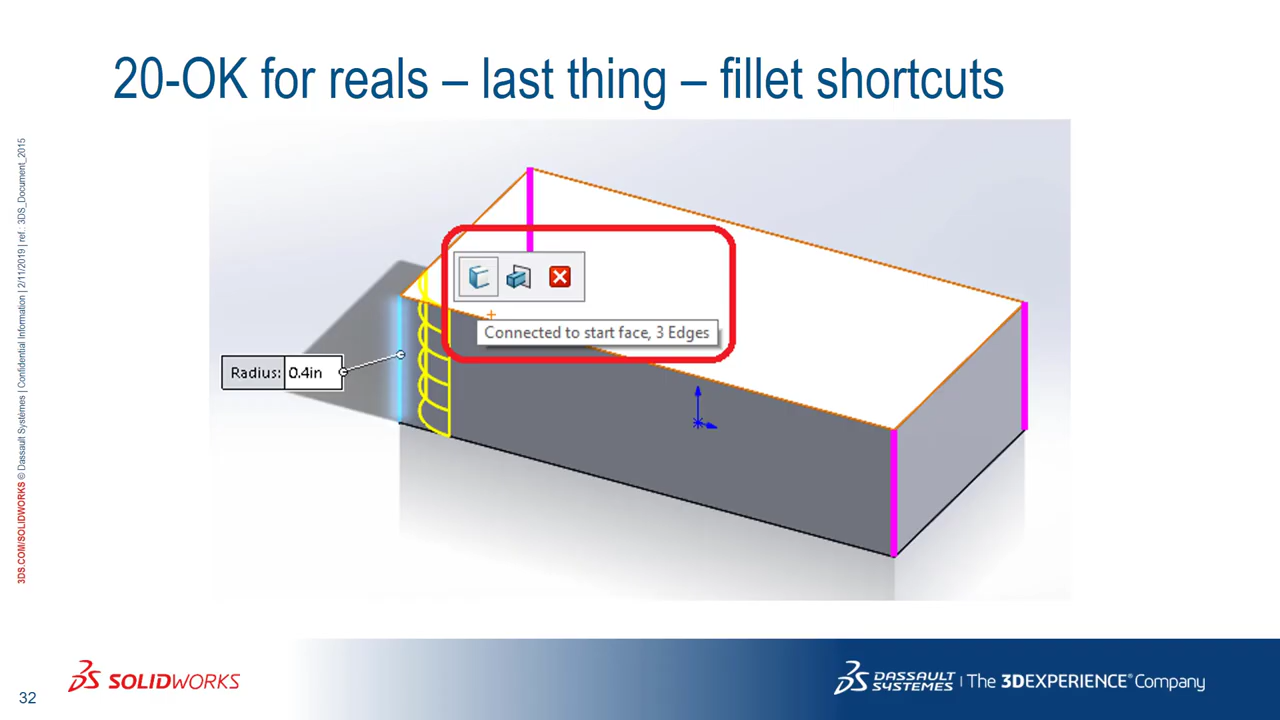 20-OK for reals – last thing – fillet shortcuts
Connected to start face, 3 Edges
Radius: 0.4in
3DS.COM/SOLIDWORKS © Dassault Systèmes | Confidential Information | 2/11/2019 | ref.: 3DS_Document_2015
32
SOLIDWORKS
DASSAULT SYSTEMES | The 3DEXPERIENCE® Company